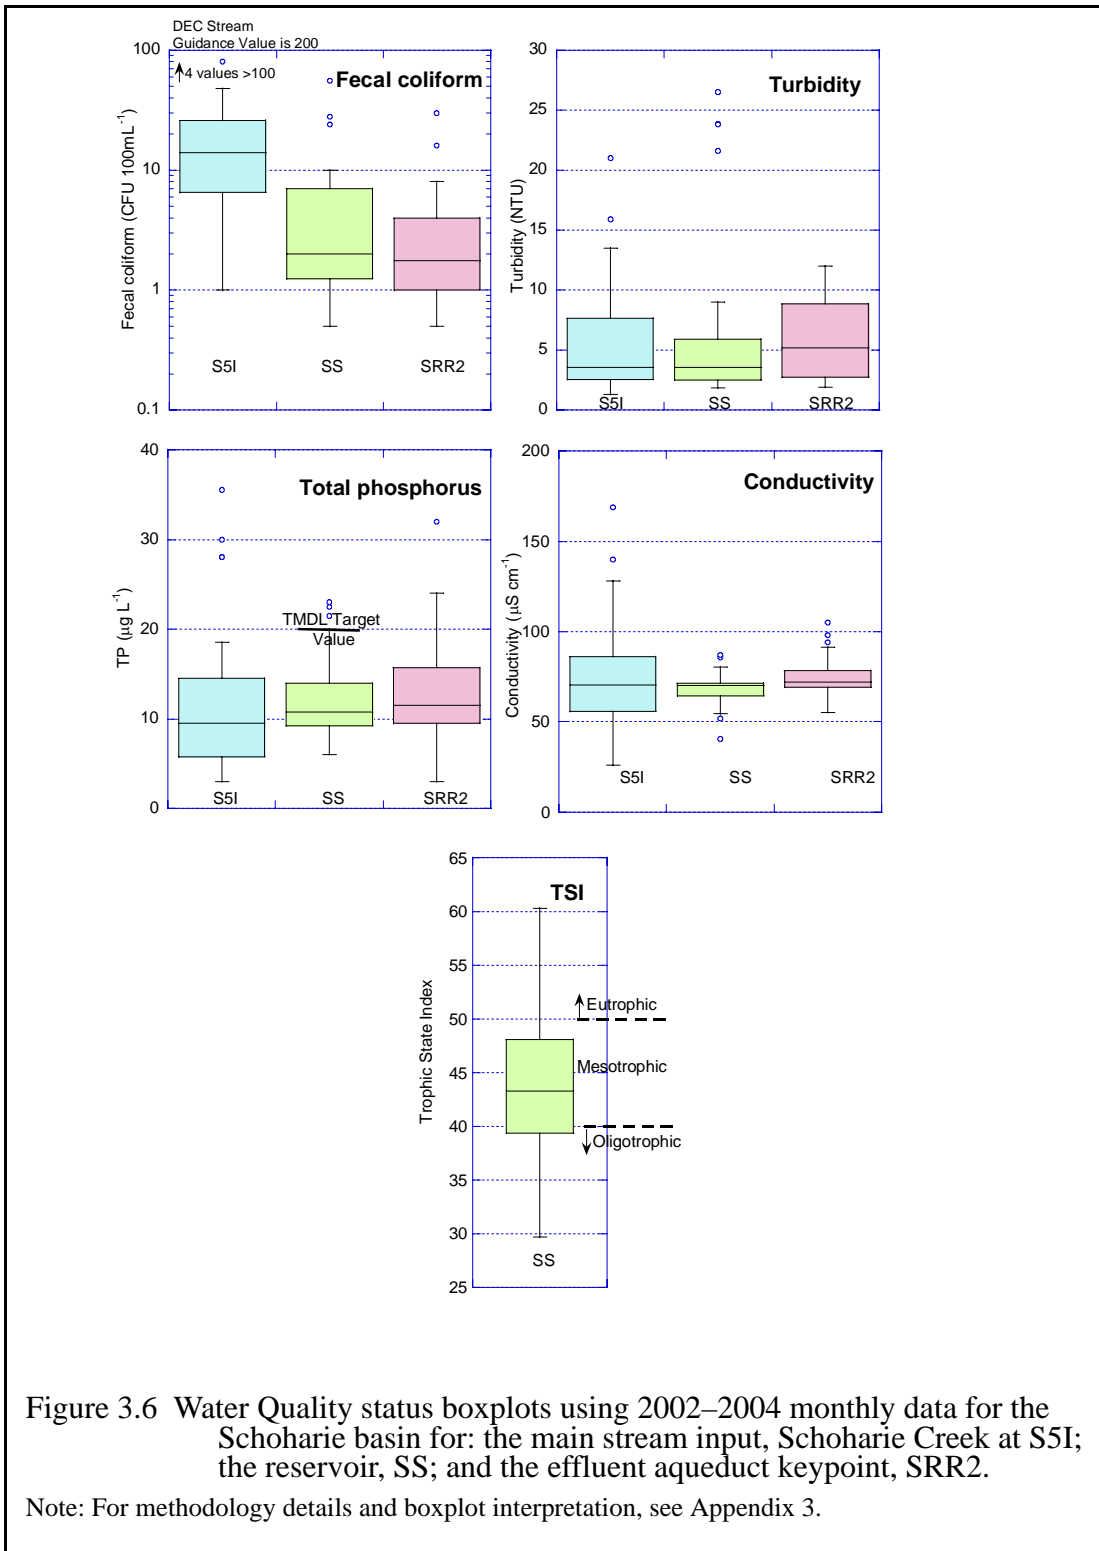 DEC Stream
Guidance Value is 200
100
10
1
0.1
Fecal coliform (CFU 100mL⁻¹)
4 values >100
Fecal coliform
S5I SS SRR2
30
25
20
15
10
5
0
Turbidity (NTU)
Turbidity
S5I SS SRR2
40
30
20
10
0
TP (µg L⁻¹)
Total phosphorus
TMDL Target
Value
S5I SS SRR2
200
150
100
50
0
Conductivity (µS cm⁻¹)
Conductivity
S5I SS SRR2
65
60
55
50
45
40
35
30
25
Trophic State Index
TSI
Eutrophic
Mesotrophic
Oligotrophic
SS
Figure 3.6 Water Quality status boxplots using 2002–2004 monthly data for the
Schoharie basin for: the main stream input, Schoharie Creek at S5I;
the reservoir, SS; and the effluent aqueduct keypoint, SRR2.
Note: For methodology details and boxplot interpretation, see Appendix 3.